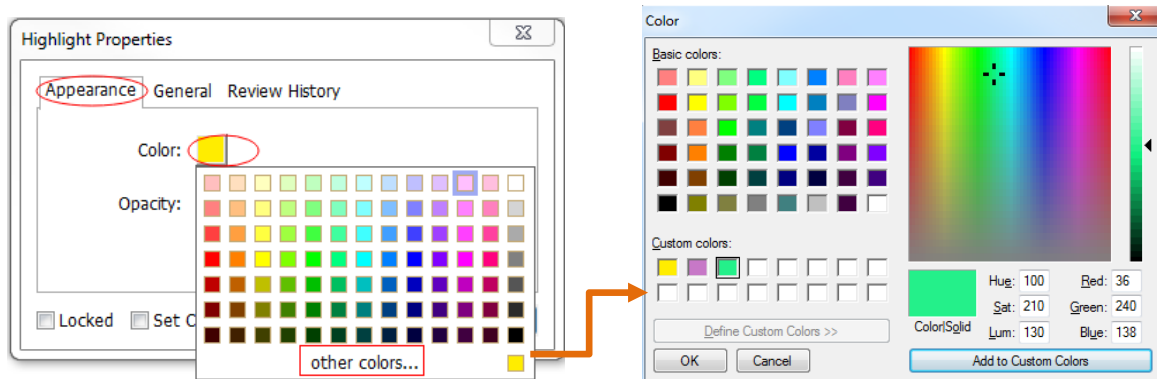 Highlight Properties
Appearance General Review History
Color:
Opacity:
Locked Set C
other colors...
Color
Basic colors:
Custom colors:
Define Custom Colors >>
OK Cancel
Color|Solid
Hue: 100 Red: 36
Sat: 210 Green: 240
Lum: 130 Blue: 138
Add to Custom Colors